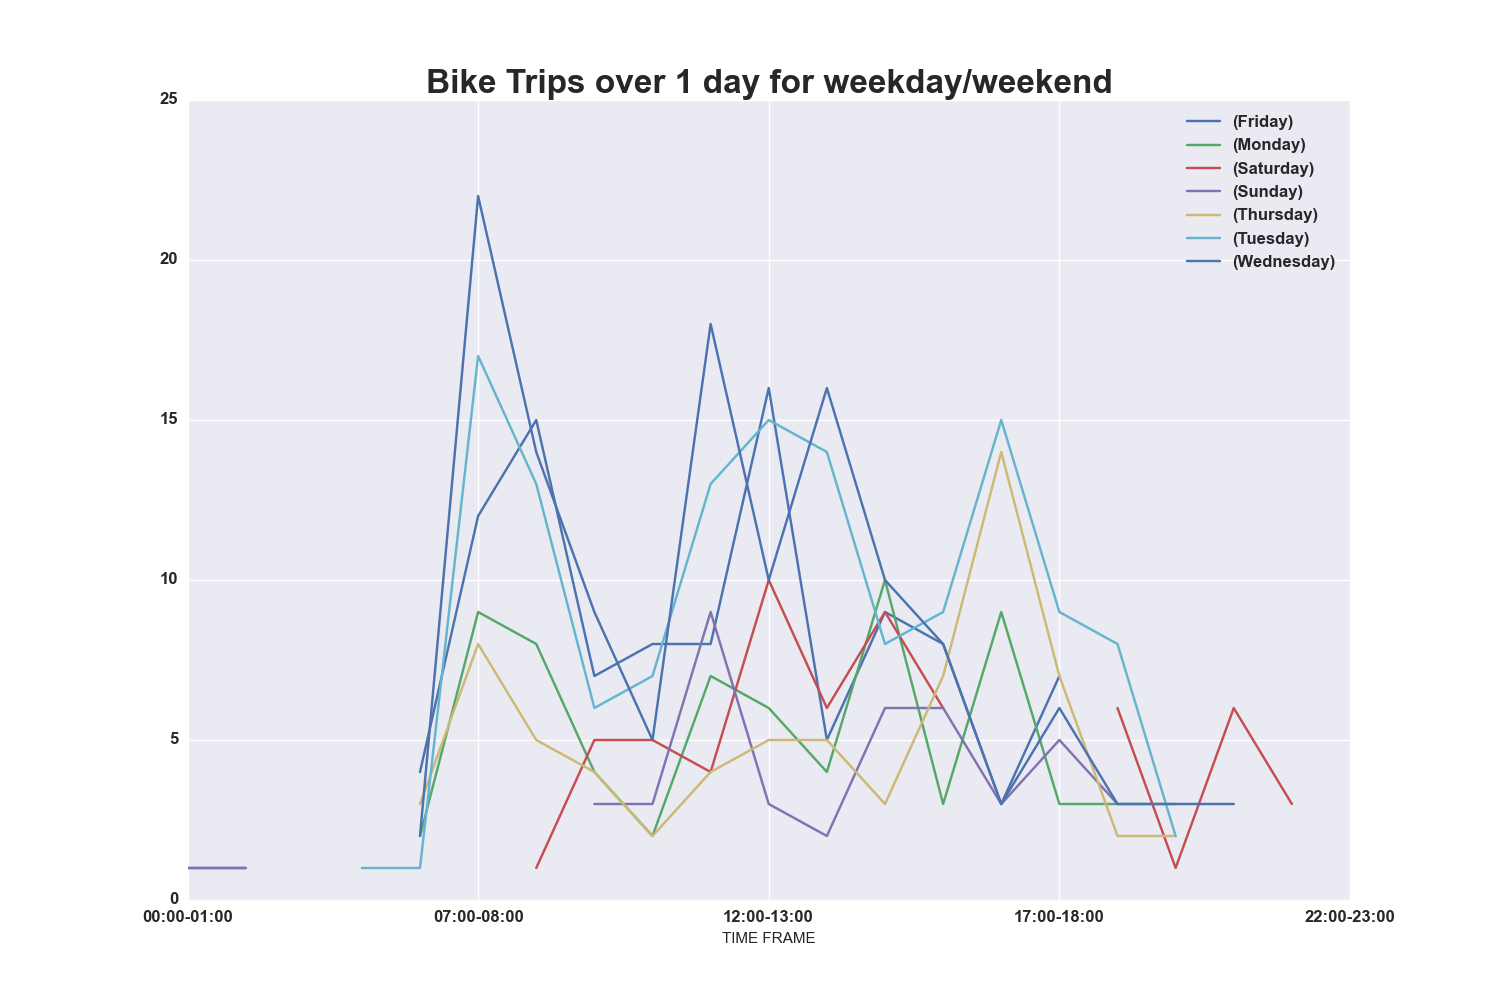 Bike Trips over 1 day for weekday/weekend
25
20
15
10
5
0
(Friday)
(Monday)
(Saturday)
(Sunday)
(Thursday)
(Tuesday)
(Wednesday)
00:00-01:00 07:00-08:00 12:00-13:00 17:00-18:00 22:00-23:00
TIME FRAME